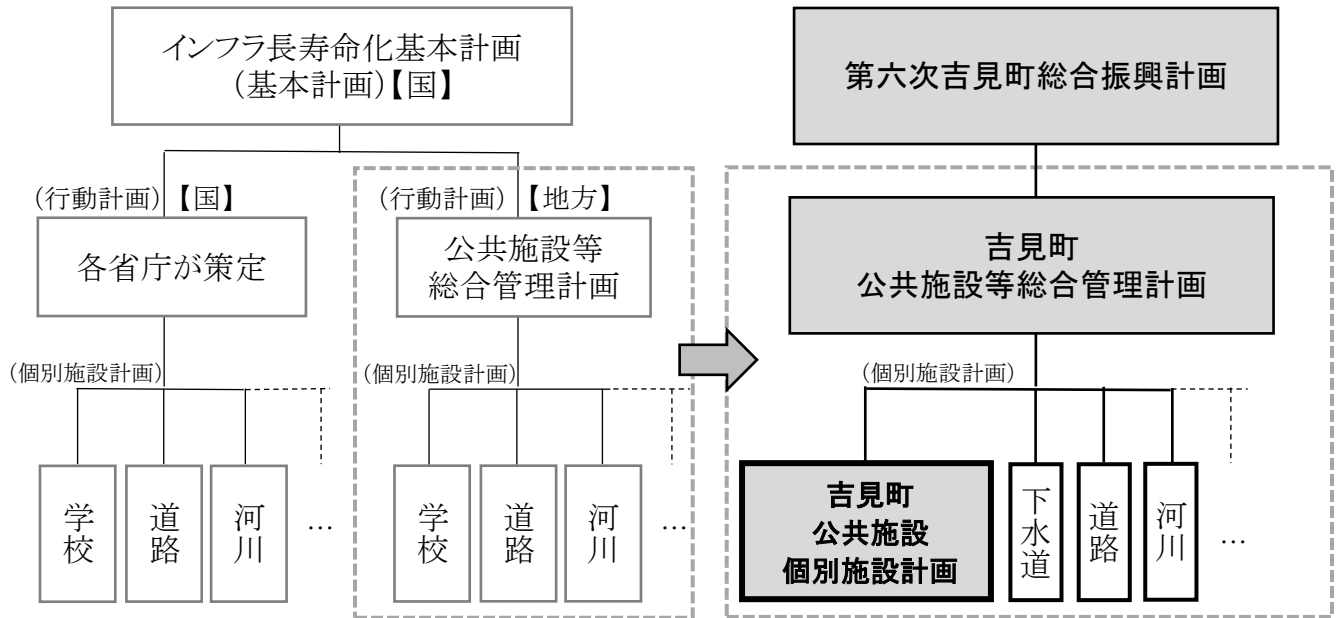 インフラ長寿命化基本計画
(基本計画)【国】
(行動計画)【国】
各省庁が策定
(個別施設計画)
学校
道路
河川
…
(行動計画)【地方】
公共施設等
総合管理計画
(個別施設計画)
学校
道路
河川
…
第六次吉見町総合振興計画
吉見町
公共施設等総合管理計画
(個別施設計画)
吉見町
公共施設
個別施設計画
下水道
道路
河川
…